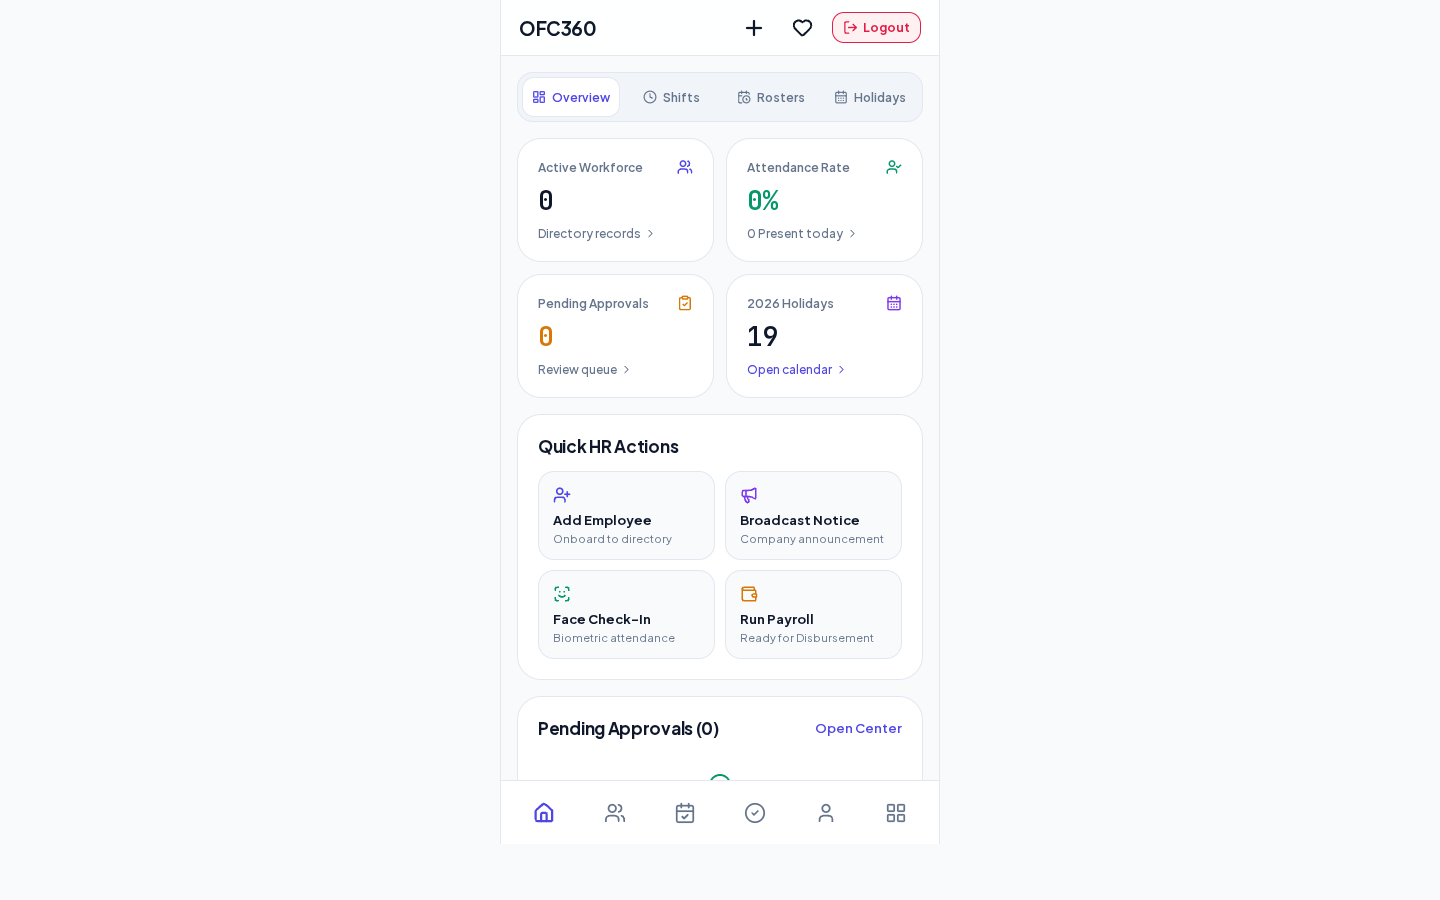 OFC360
Logout
Overview
Shifts
Rosters
Holidays
Active Workforce
0
Directory records
Attendance Rate
0%
0 Present today
Pending Approvals
0
Review queue
2026 Holidays
19
Open calendar
Quick HR Actions
Add Employee
Onboard to directory
Broadcast Notice
Company announcement
Face Check-In
Biometric attendance
Run Payroll
Ready for Disbursement
Pending Approvals (0)
Open Center